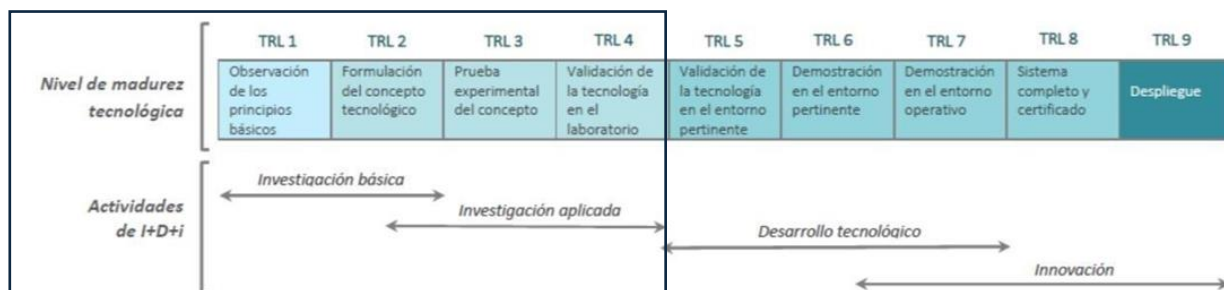 TRL 1 TRL 2 TRL 3 TRL 4 TRL 5 TRL 6 TRL 7 TRL 8 TRL 9
Nivel de madurez
tecnológica
Observación
de los
principios
básicos
Formulación
del concepto
tecnológico
Prueba
experimental
del concepto
Validación de
la tecnología
en el
laboratorio
Validación de
la tecnología
en el entorno
pertinente
Demostración
en el entorno
pertinente
Demostración
en el entorno
operativo
Sistema
completo y
certificado
Despliegue
Actividades
de I+D+i
Investigación básica
Investigación aplicada
Desarrollo tecnológico
Innovación